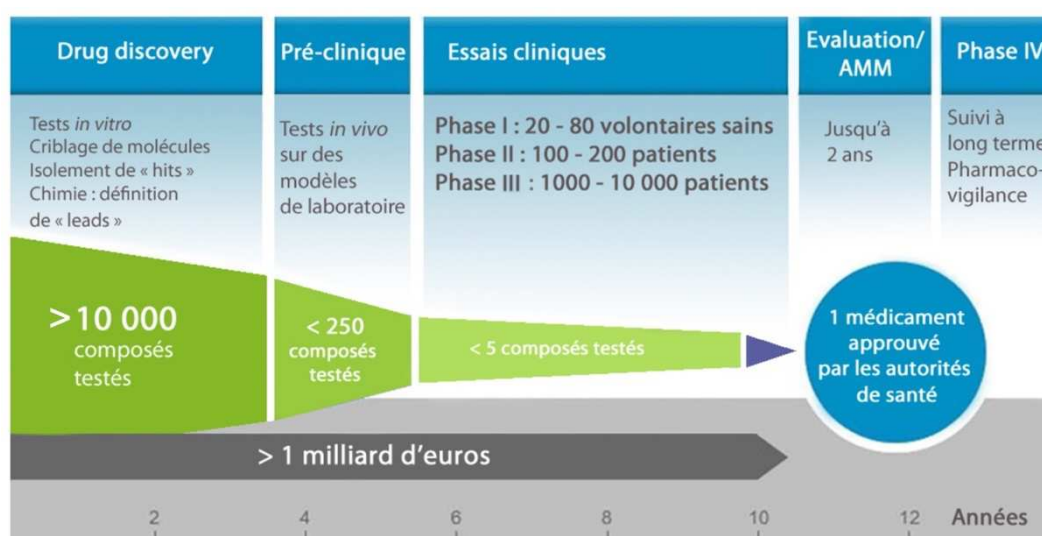 Drug discovery
Pré-clinique
Essais cliniques
Evaluation/
AMM
Phase IV
Tests in vitro
Criblage de molécules
Isolement de « hits »
Chimie : définition
de « leads »
Tests in vivo
sur des
modèles
de laboratoire
Phase I : 20 - 80 volontaires sains
Phase II : 100 - 200 patients
Phase III : 1000 - 10 000 patients
Jusqu'à
2 ans
Suivi à
long terme
Pharmaco-
vigilance
> 10 000
composés
testés
< 250
composés
testés
< 5 composés testés
1 médicament
approuvé
par les autorités
de santé
> 1 milliard d'euros
2 4 6 8 10 12 Années